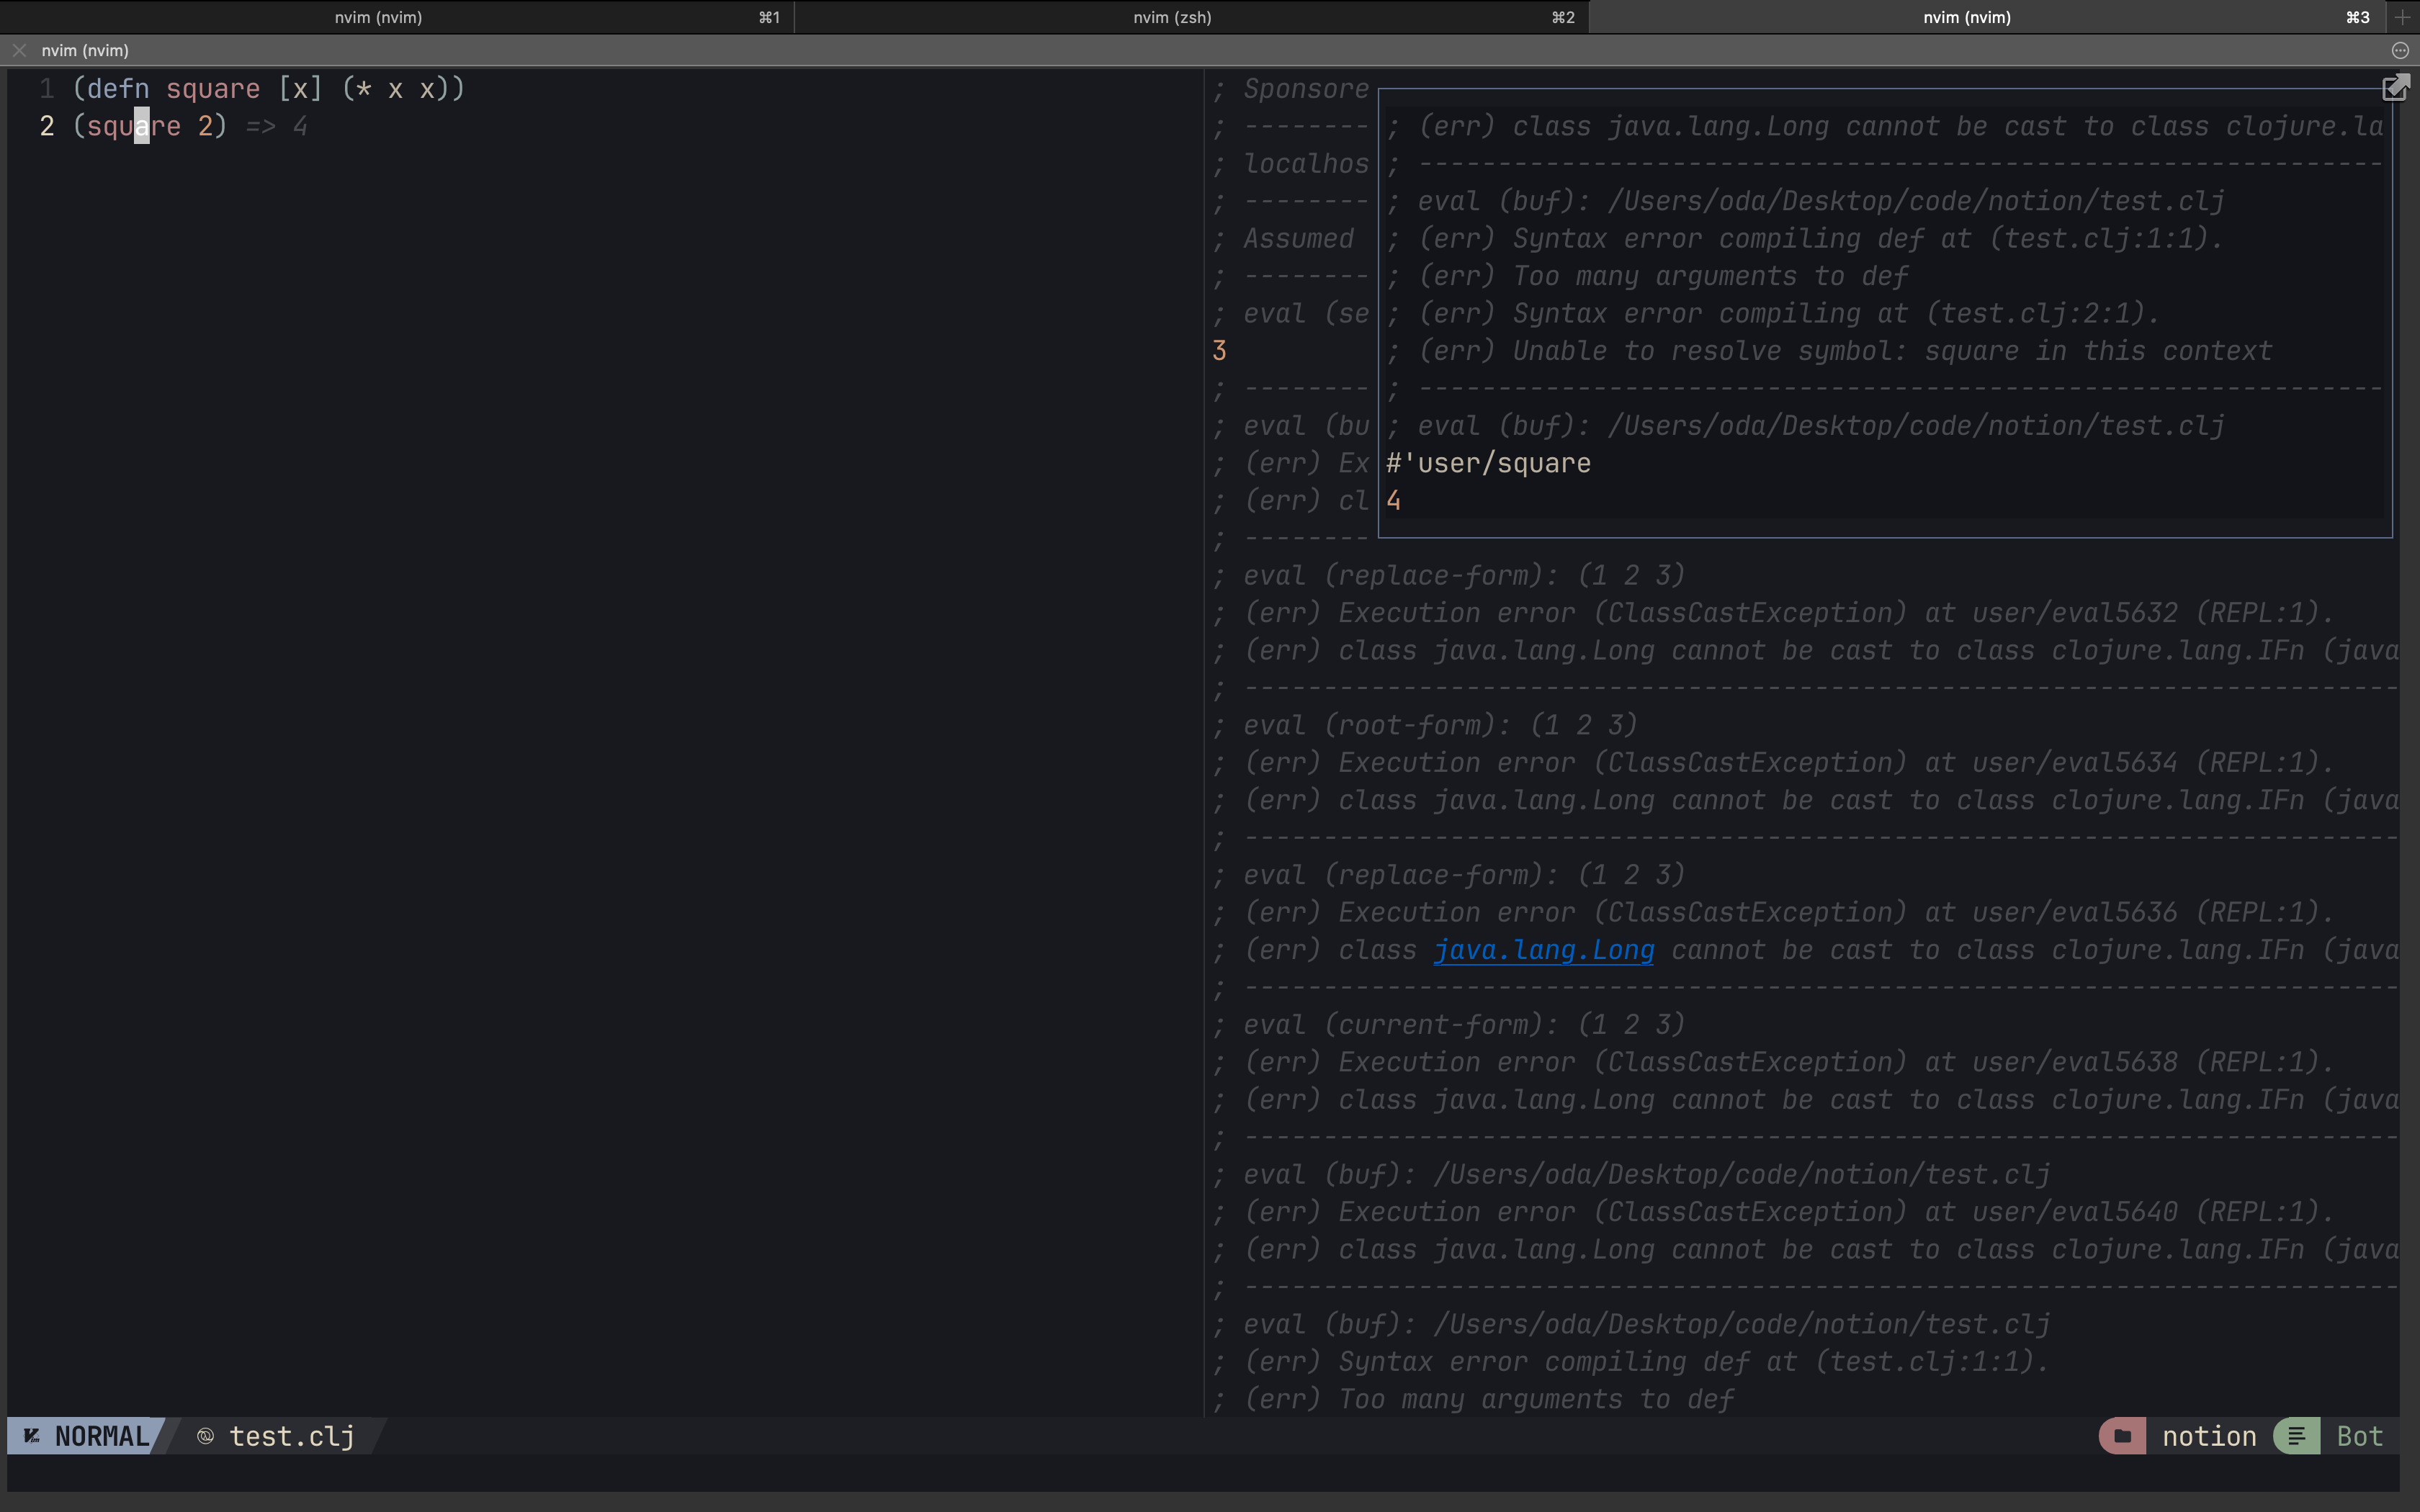 nvim (nvim) ⌘1 nvim (zsh) ⌘2 nvim (nvim) ⌘3
nvim (nvim)
1 (defn square [x] (* x x))
2 (square 2) => 4
; Sponsore
; --------
; localhos
; --------
; Assumed
; --------
; eval (se
3
; --------
; eval (bu
; (err) Ex
; (err) cl
; --------
; (err) class java.lang.Long cannot be cast to class clojure.la
; -------------------------------------------------------------
; eval (buf): /Users/oda/Desktop/code/notion/test.clj
; (err) Syntax error compiling def at (test.clj:1:1).
; (err) Too many arguments to def
; (err) Syntax error compiling at (test.clj:2:1).
; (err) Unable to resolve symbol: square in this context
; -------------------------------------------------------------
; eval (buf): /Users/oda/Desktop/code/notion/test.clj
#'user/square
4
; eval (replace-form): (1 2 3)
; (err) Execution error (ClassCastException) at user/eval5632 (REPL:1).
; (err) class java.lang.Long cannot be cast to class clojure.lang.IFn (java
; -------------------------------------------------------------------------
; eval (root-form): (1 2 3)
; (err) Execution error (ClassCastException) at user/eval5634 (REPL:1).
; (err) class java.lang.Long cannot be cast to class clojure.lang.IFn (java
; -------------------------------------------------------------------------
; eval (replace-form): (1 2 3)
; (err) Execution error (ClassCastException) at user/eval5636 (REPL:1).
; (err) class java.lang.Long cannot be cast to class clojure.lang.IFn (java
; -------------------------------------------------------------------------
; eval (current-form): (1 2 3)
; (err) Execution error (ClassCastException) at user/eval5638 (REPL:1).
; (err) class java.lang.Long cannot be cast to class clojure.lang.IFn (java
; -------------------------------------------------------------------------
; eval (buf): /Users/oda/Desktop/code/notion/test.clj
; (err) Execution error (ClassCastException) at user/eval5640 (REPL:1).
; (err) class java.lang.Long cannot be cast to class clojure.lang.IFn (java
; -------------------------------------------------------------------------
; eval (buf): /Users/oda/Desktop/code/notion/test.clj
; (err) Syntax error compiling def at (test.clj:1:1).
; (err) Too many arguments to def
NORMAL test.clj notion Bot